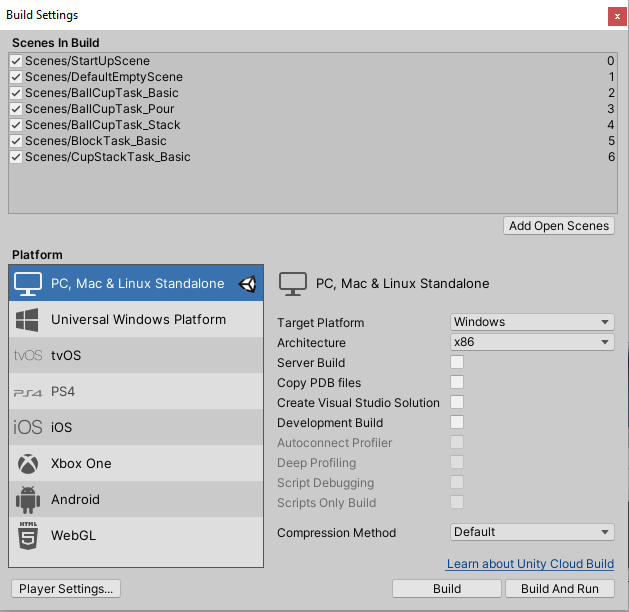 Build Settings
x
Scenes In Build
Scenes/StartUpScene 0
Scenes/DefaultEmptyScene 1
Scenes/BallCupTask_Basic 2
Scenes/BallCupTask_Pour 3
Scenes/BallCupTask_Stack 4
Scenes/BlockTask_Basic 5
Scenes/CupStackTask_Basic 6
Add Open Scenes
Platform
PC, Mac & Linux Standalone
Universal Windows Platform
tvOS tvOS
PS4 PS4
iOS iOS
Xbox One
Android
HTML 5 WebGL
PC, Mac & Linux Standalone
Target Platform Windows
Architecture x86
Server Build
Copy PDB files
Create Visual Studio Solution
Development Build
Autoconnect Profiler
Deep Profiling
Script Debugging
Scripts Only Build
Compression Method Default
Learn about Unity Cloud Build
Player Settings... Build Build And Run